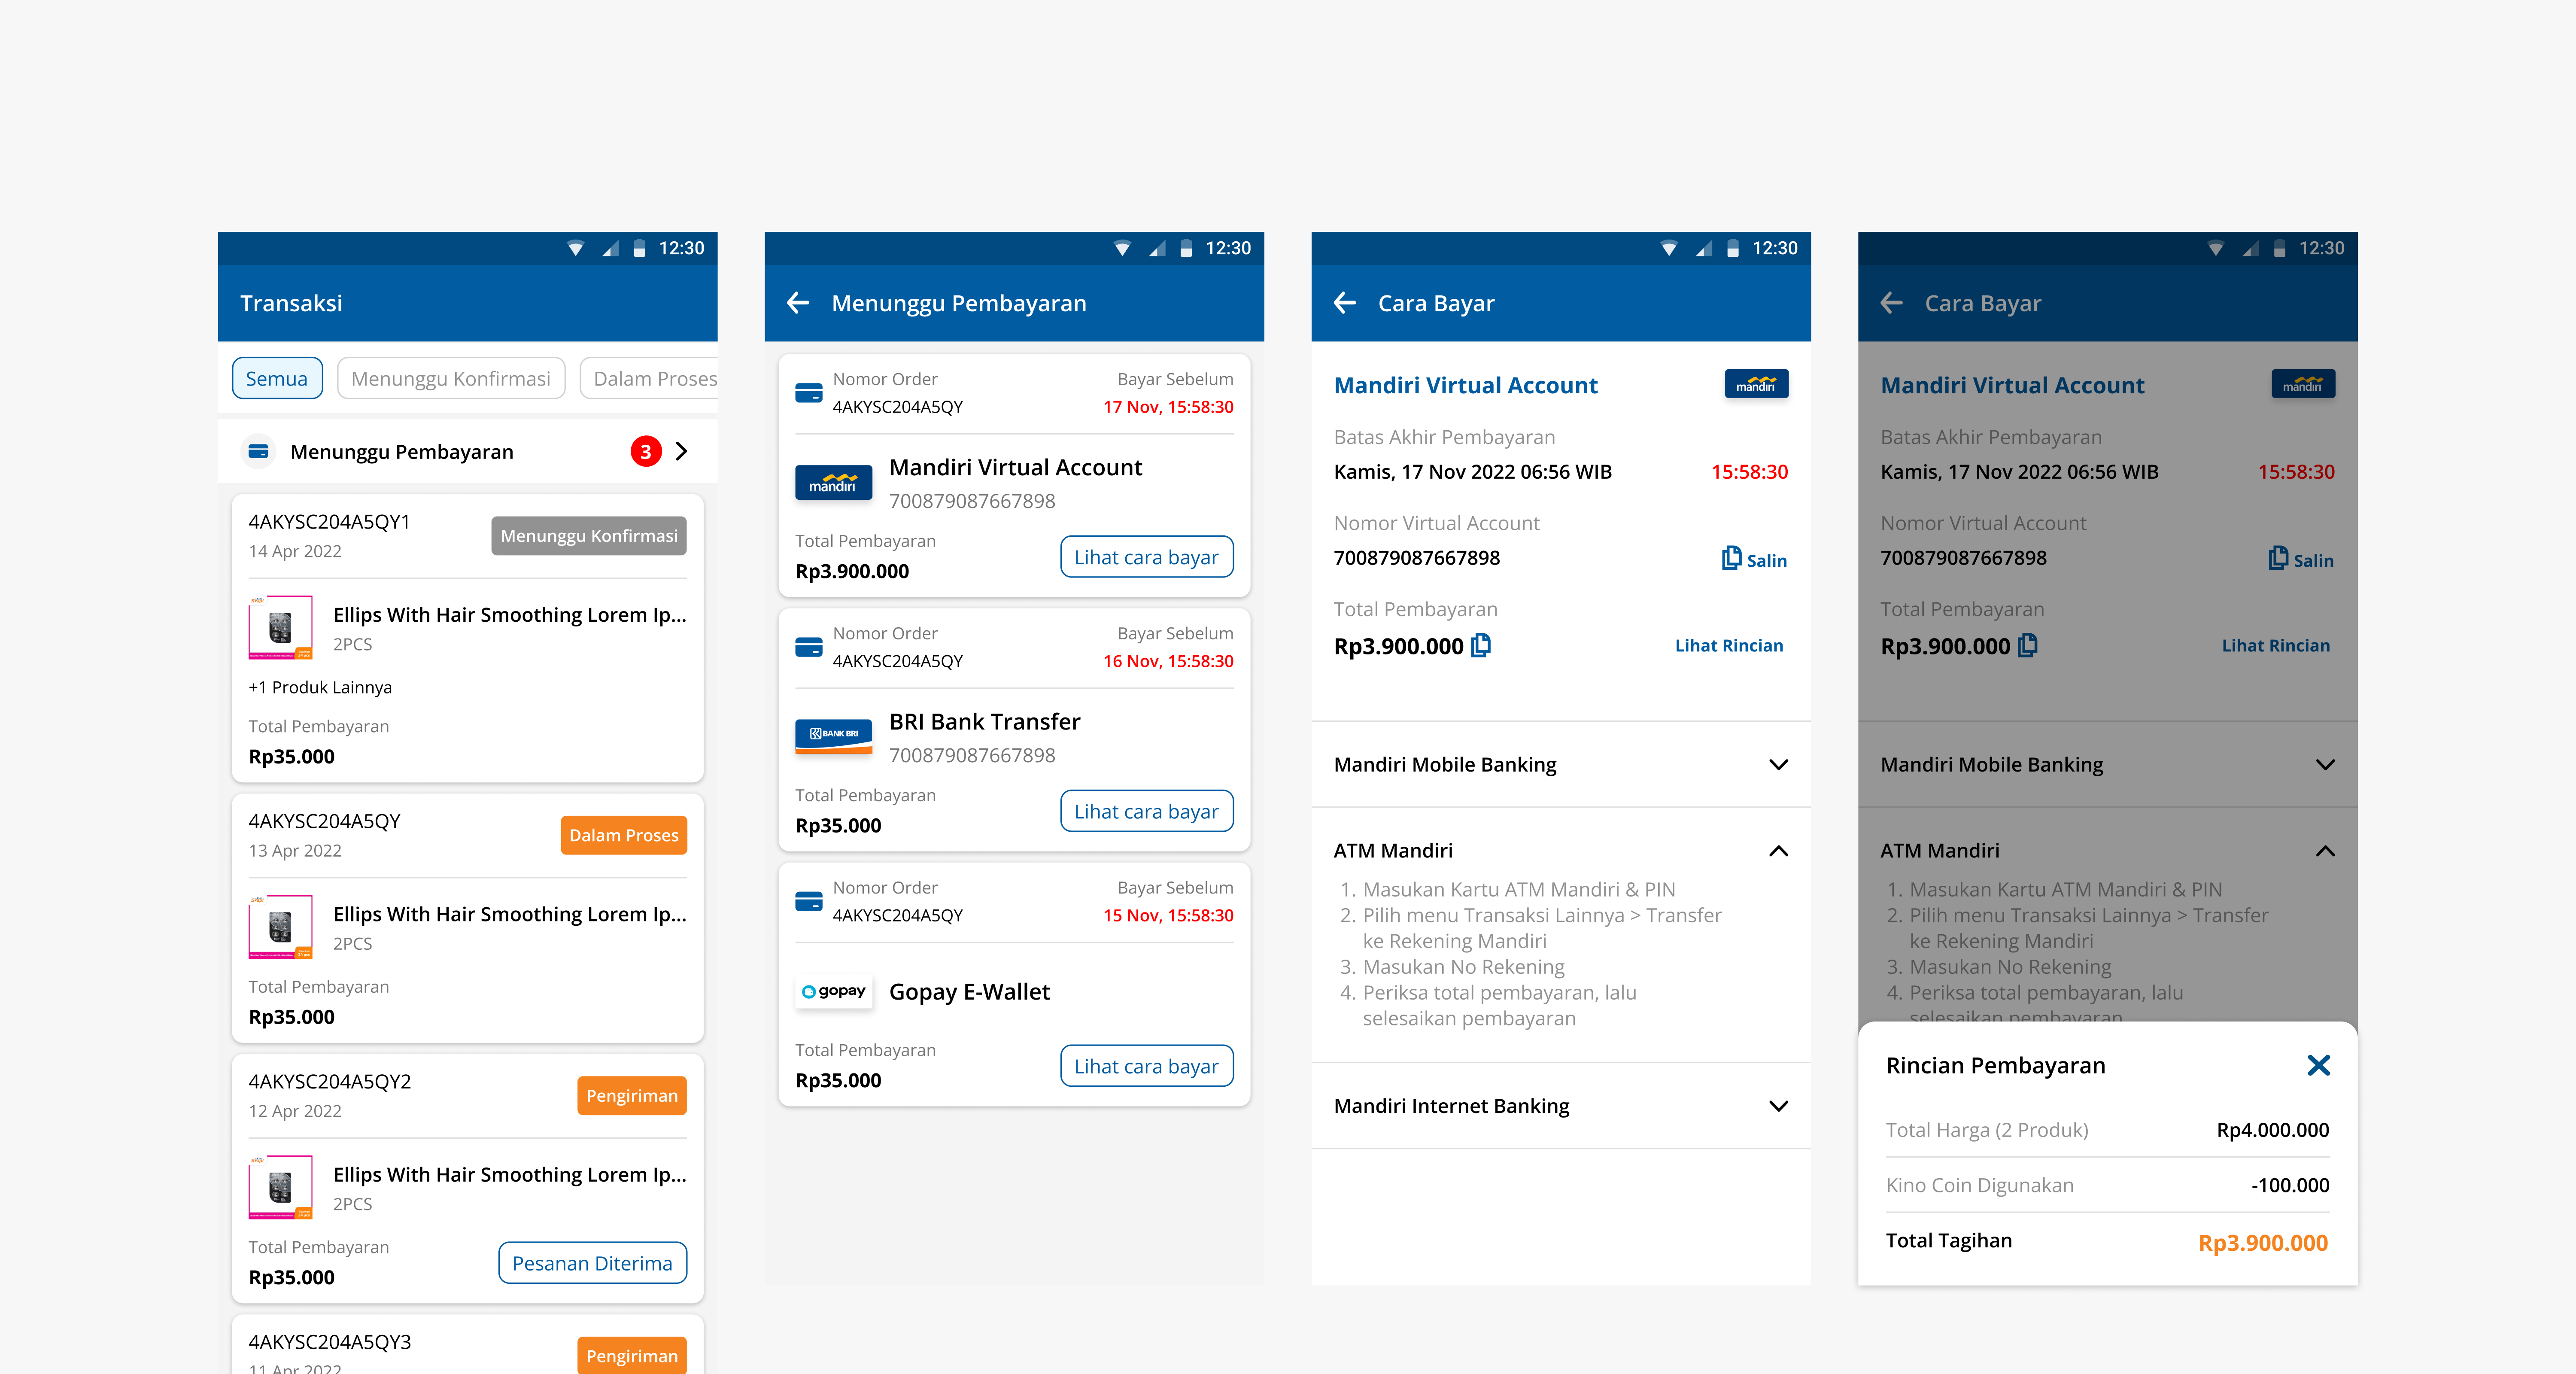 12:30
Transaksi
Semua
Menunggu Konfirmasi
Dalam Proses
Menunggu Pembayaran
3
4AKYSC204A5QY1
Menunggu Konfirmasi
14 Apr 2022
Ellips With Hair Smoothing Lorem Ip...
2PCS
+1 Produk Lainnya
Total Pembayaran
Rp35.000
4AKYSC204A5QY
Dalam Proses
13 Apr 2022
Ellips With Hair Smoothing Lorem Ip...
2PCS
Total Pembayaran
Rp35.000
4AKYSC204A5QY2
Pengiriman
12 Apr 2022
Ellips With Hair Smoothing Lorem Ip...
2PCS
Total Pembayaran
Rp35.000
Pesanan Diterima
4AKYSC204A5QY3
Pengiriman
11 Apr 2022
12:30
Menunggu Pembayaran
Nomor Order
Bayar Sebelum
4AKYSC204A5QY
17 Nov, 15:58:30
mandiri
Mandiri Virtual Account
700879087667898
Total Pembayaran
Rp3.900.000
Lihat cara bayar
Nomor Order
Bayar Sebelum
4AKYSC204A5QY
16 Nov, 15:58:30
BANK BRI
BRI Bank Transfer
700879087667898
Total Pembayaran
Rp35.000
Lihat cara bayar
Nomor Order
Bayar Sebelum
4AKYSC204A5QY
15 Nov, 15:58:30
gopay
Gopay E-Wallet
Total Pembayaran
Rp35.000
Lihat cara bayar
12:30
Cara Bayar
Mandiri Virtual Account
mandiri
Batas Akhir Pembayaran
Kamis, 17 Nov 2022 06:56 WIB
15:58:30
Nomor Virtual Account
700879087667898
Salin
Total Pembayaran
Rp3.900.000
Lihat Rincian
Mandiri Mobile Banking
ATM Mandiri
1. Masukan Kartu ATM Mandiri & PIN
2. Pilih menu Transaksi Lainnya > Transfer
ke Rekening Mandiri
3. Masukan No Rekening
4. Periksa total pembayaran, lalu
selesaikan pembayaran
Mandiri Internet Banking
12:30
Cara Bayar
Mandiri Virtual Account
mandiri
Batas Akhir Pembayaran
Kamis, 17 Nov 2022 06:56 WIB
15:58:30
Nomor Virtual Account
700879087667898
Salin
Total Pembayaran
Rp3.900.000
Lihat Rincian
Mandiri Mobile Banking
ATM Mandiri
1. Masukan Kartu ATM Mandiri & PIN
2. Pilih menu Transaksi Lainnya > Transfer
ke Rekening Mandiri
3. Masukan No Rekening
4. Periksa total pembayaran, lalu
selesaikan pembayaran
Rincian Pembayaran
Total Harga (2 Produk)
Rp4.000.000
Kino Coin Digunakan
-100.000
Total Tagihan
Rp3.900.000